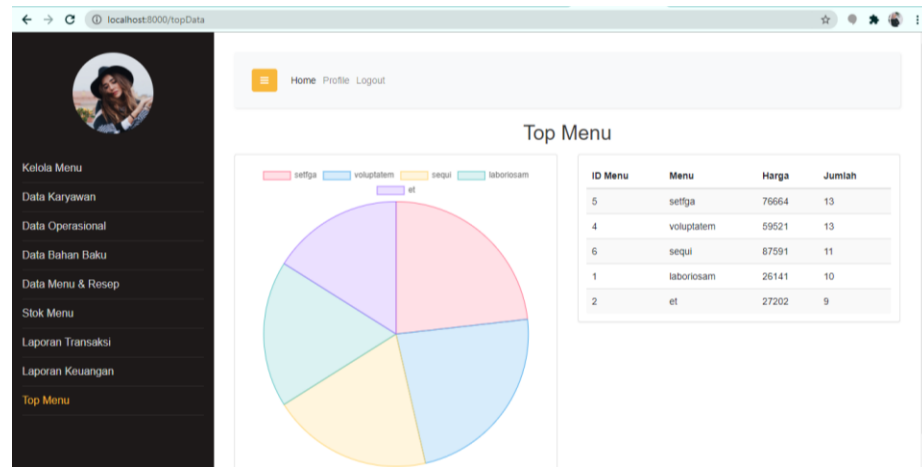 localhost:8000/topData
Home Profile Logout
Kelola Menu
Data Karyawan
Data Operasional
Data Bahan Baku
Data Menu & Resep
Stok Menu
Laporan Transaksi
Laporan Keuangan
Top Menu
Top Menu
setfga voluptatem sequi laboriosam
et
ID Menu Menu Harga Jumlah
5 setfga 76664 13
4 voluptatem 59521 13
6 sequi 87591 11
1 laboriosam 26141 10
2 et 27202 9